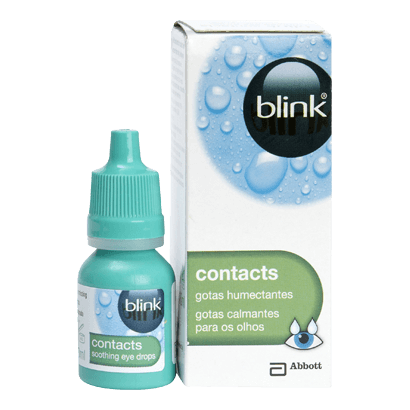 blink®
contacts
gotas humectantes
gotas calmantes
para os olhos
Abbott
blink
contacts
soothing eye drops